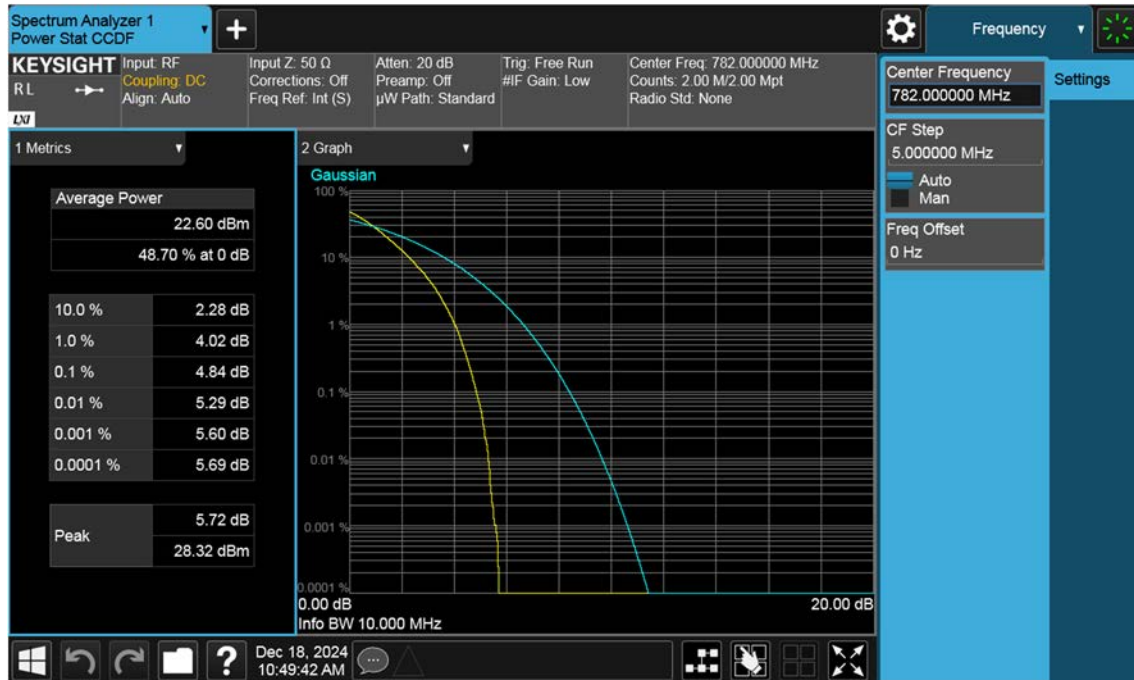 Spectrum Analyzer 1
Power Stat CCDF
Frequency
KEYSIGHT
RL
LXI
Input: RF
Coupling: DC
Align: Auto
Input Z: 50 Ω
Corrections: Off
Freq Ref: Int (S)
Atten: 20 dB
Preamp: Off
µW Path: Standard
Trig: Free Run
#IF Gain: Low
Center Freq: 782.000000 MHz
Counts: 2.00 M/2.00 Mpt
Radio Std: None
Center Frequency
782.000000 MHz
Settings
CF Step
5.000000 MHz
Auto
Man
Freq Offset
0 Hz
1 Metrics
Average Power
22.60 dBm
48.70 % at 0 dB
10.0 % 2.28 dB
1.0 % 4.02 dB
0.1 % 4.84 dB
0.01 % 5.29 dB
0.001 % 5.60 dB
0.0001 % 5.69 dB
Peak
5.72 dB
28.32 dBm
2 Graph
Gaussian
100 %
10 %
1 %
0.1 %
0.01 %
0.001 %
0.0001 %
0.00 dB 20.00 dB
Info BW 10.000 MHz
?
Dec 18, 2024
10:49:42 AM